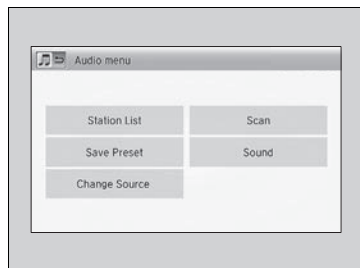 Audio menu
Station List
Scan
Save Preset
Sound
Change Source